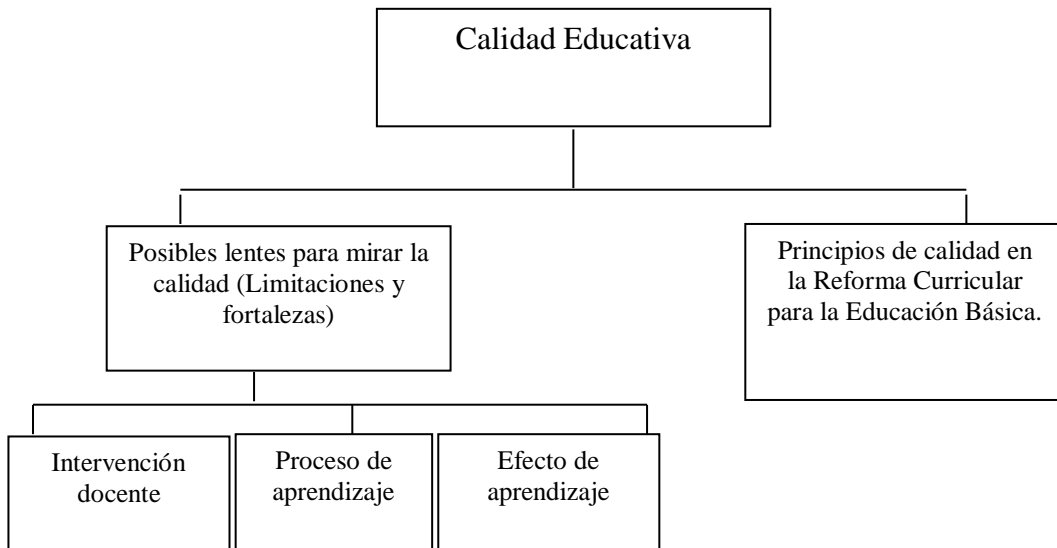 Calidad Educativa
Posibles lentes para mirar la
calidad (Limitaciones y
fortalezas)
Principios de calidad en
la Reforma Curricular
para la Educación Básica.
Intervención
docente
Proceso de
aprendizaje
Efecto de
aprendizaje